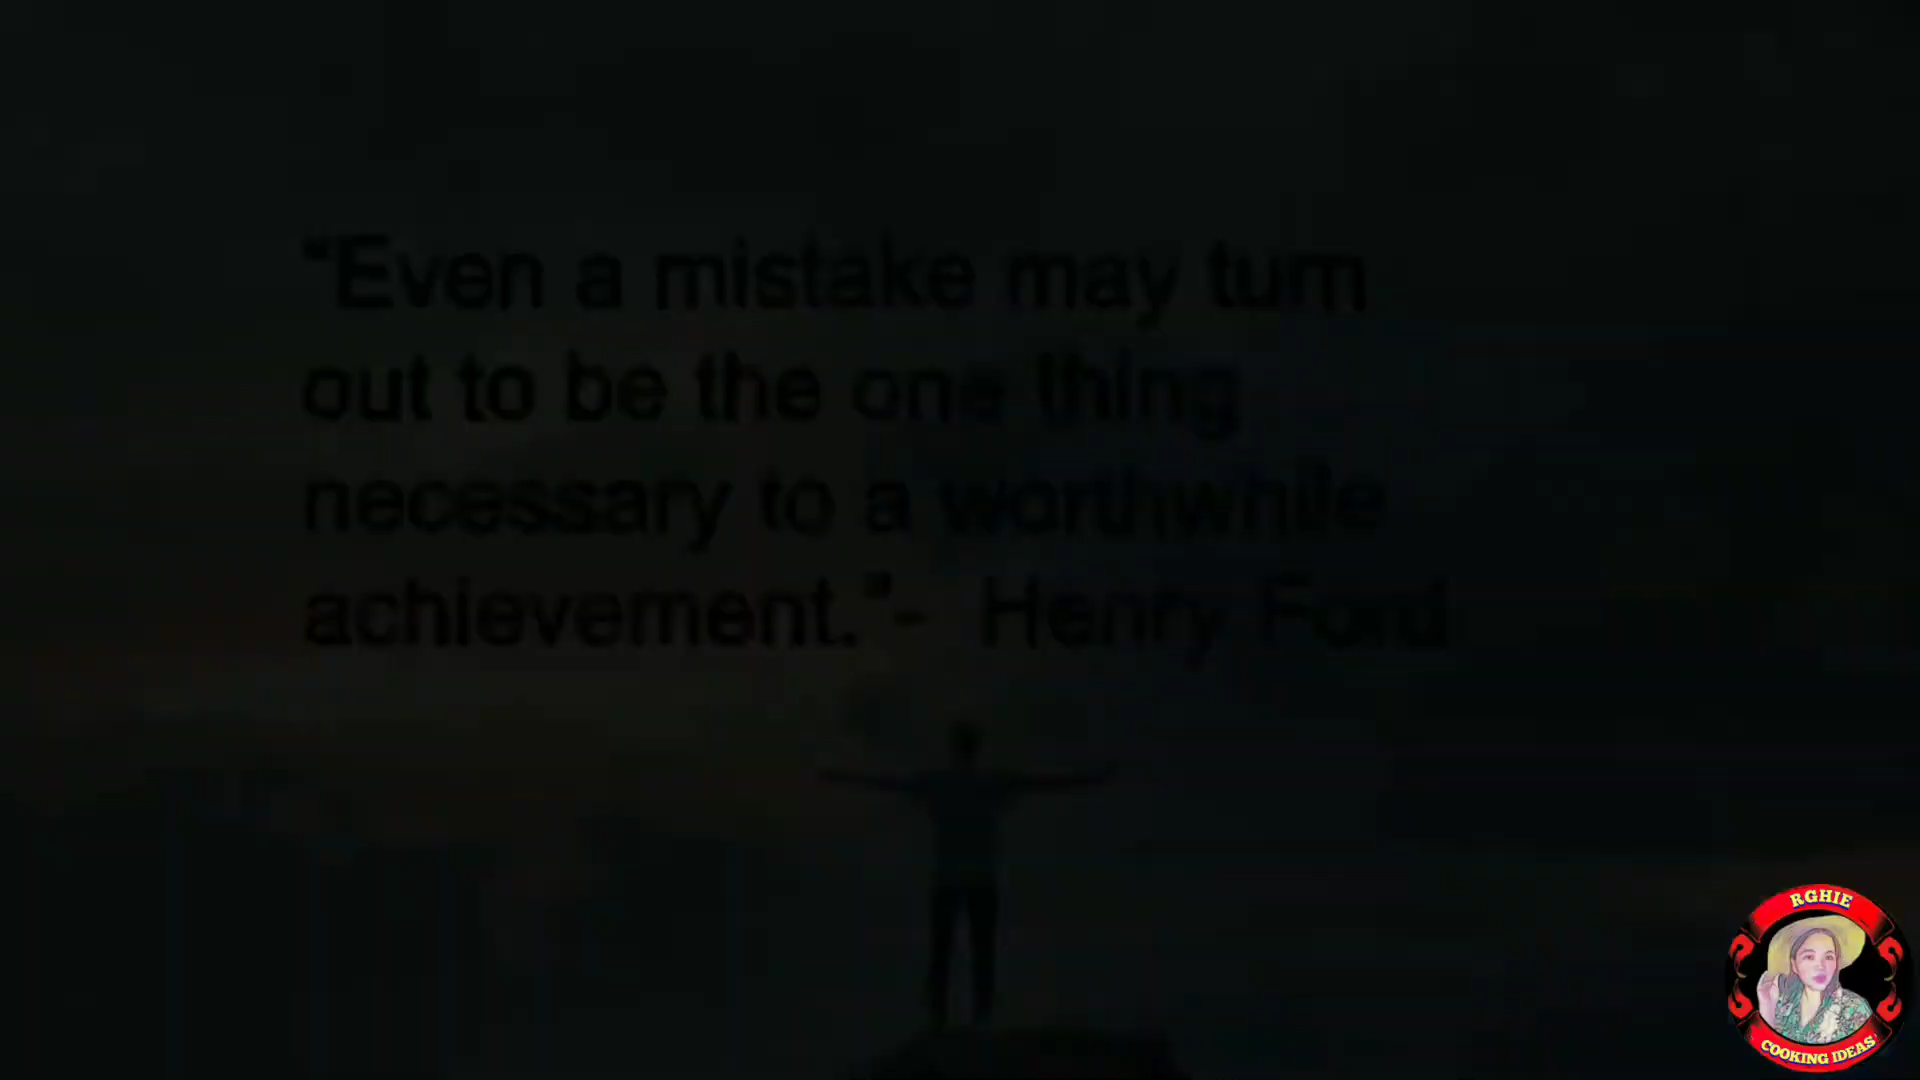 "Even a mistake may turn
out to be the one thing
necessary to a worthwhile
achievement."- Henry Ford
RGHIE
COOKING IDEAS